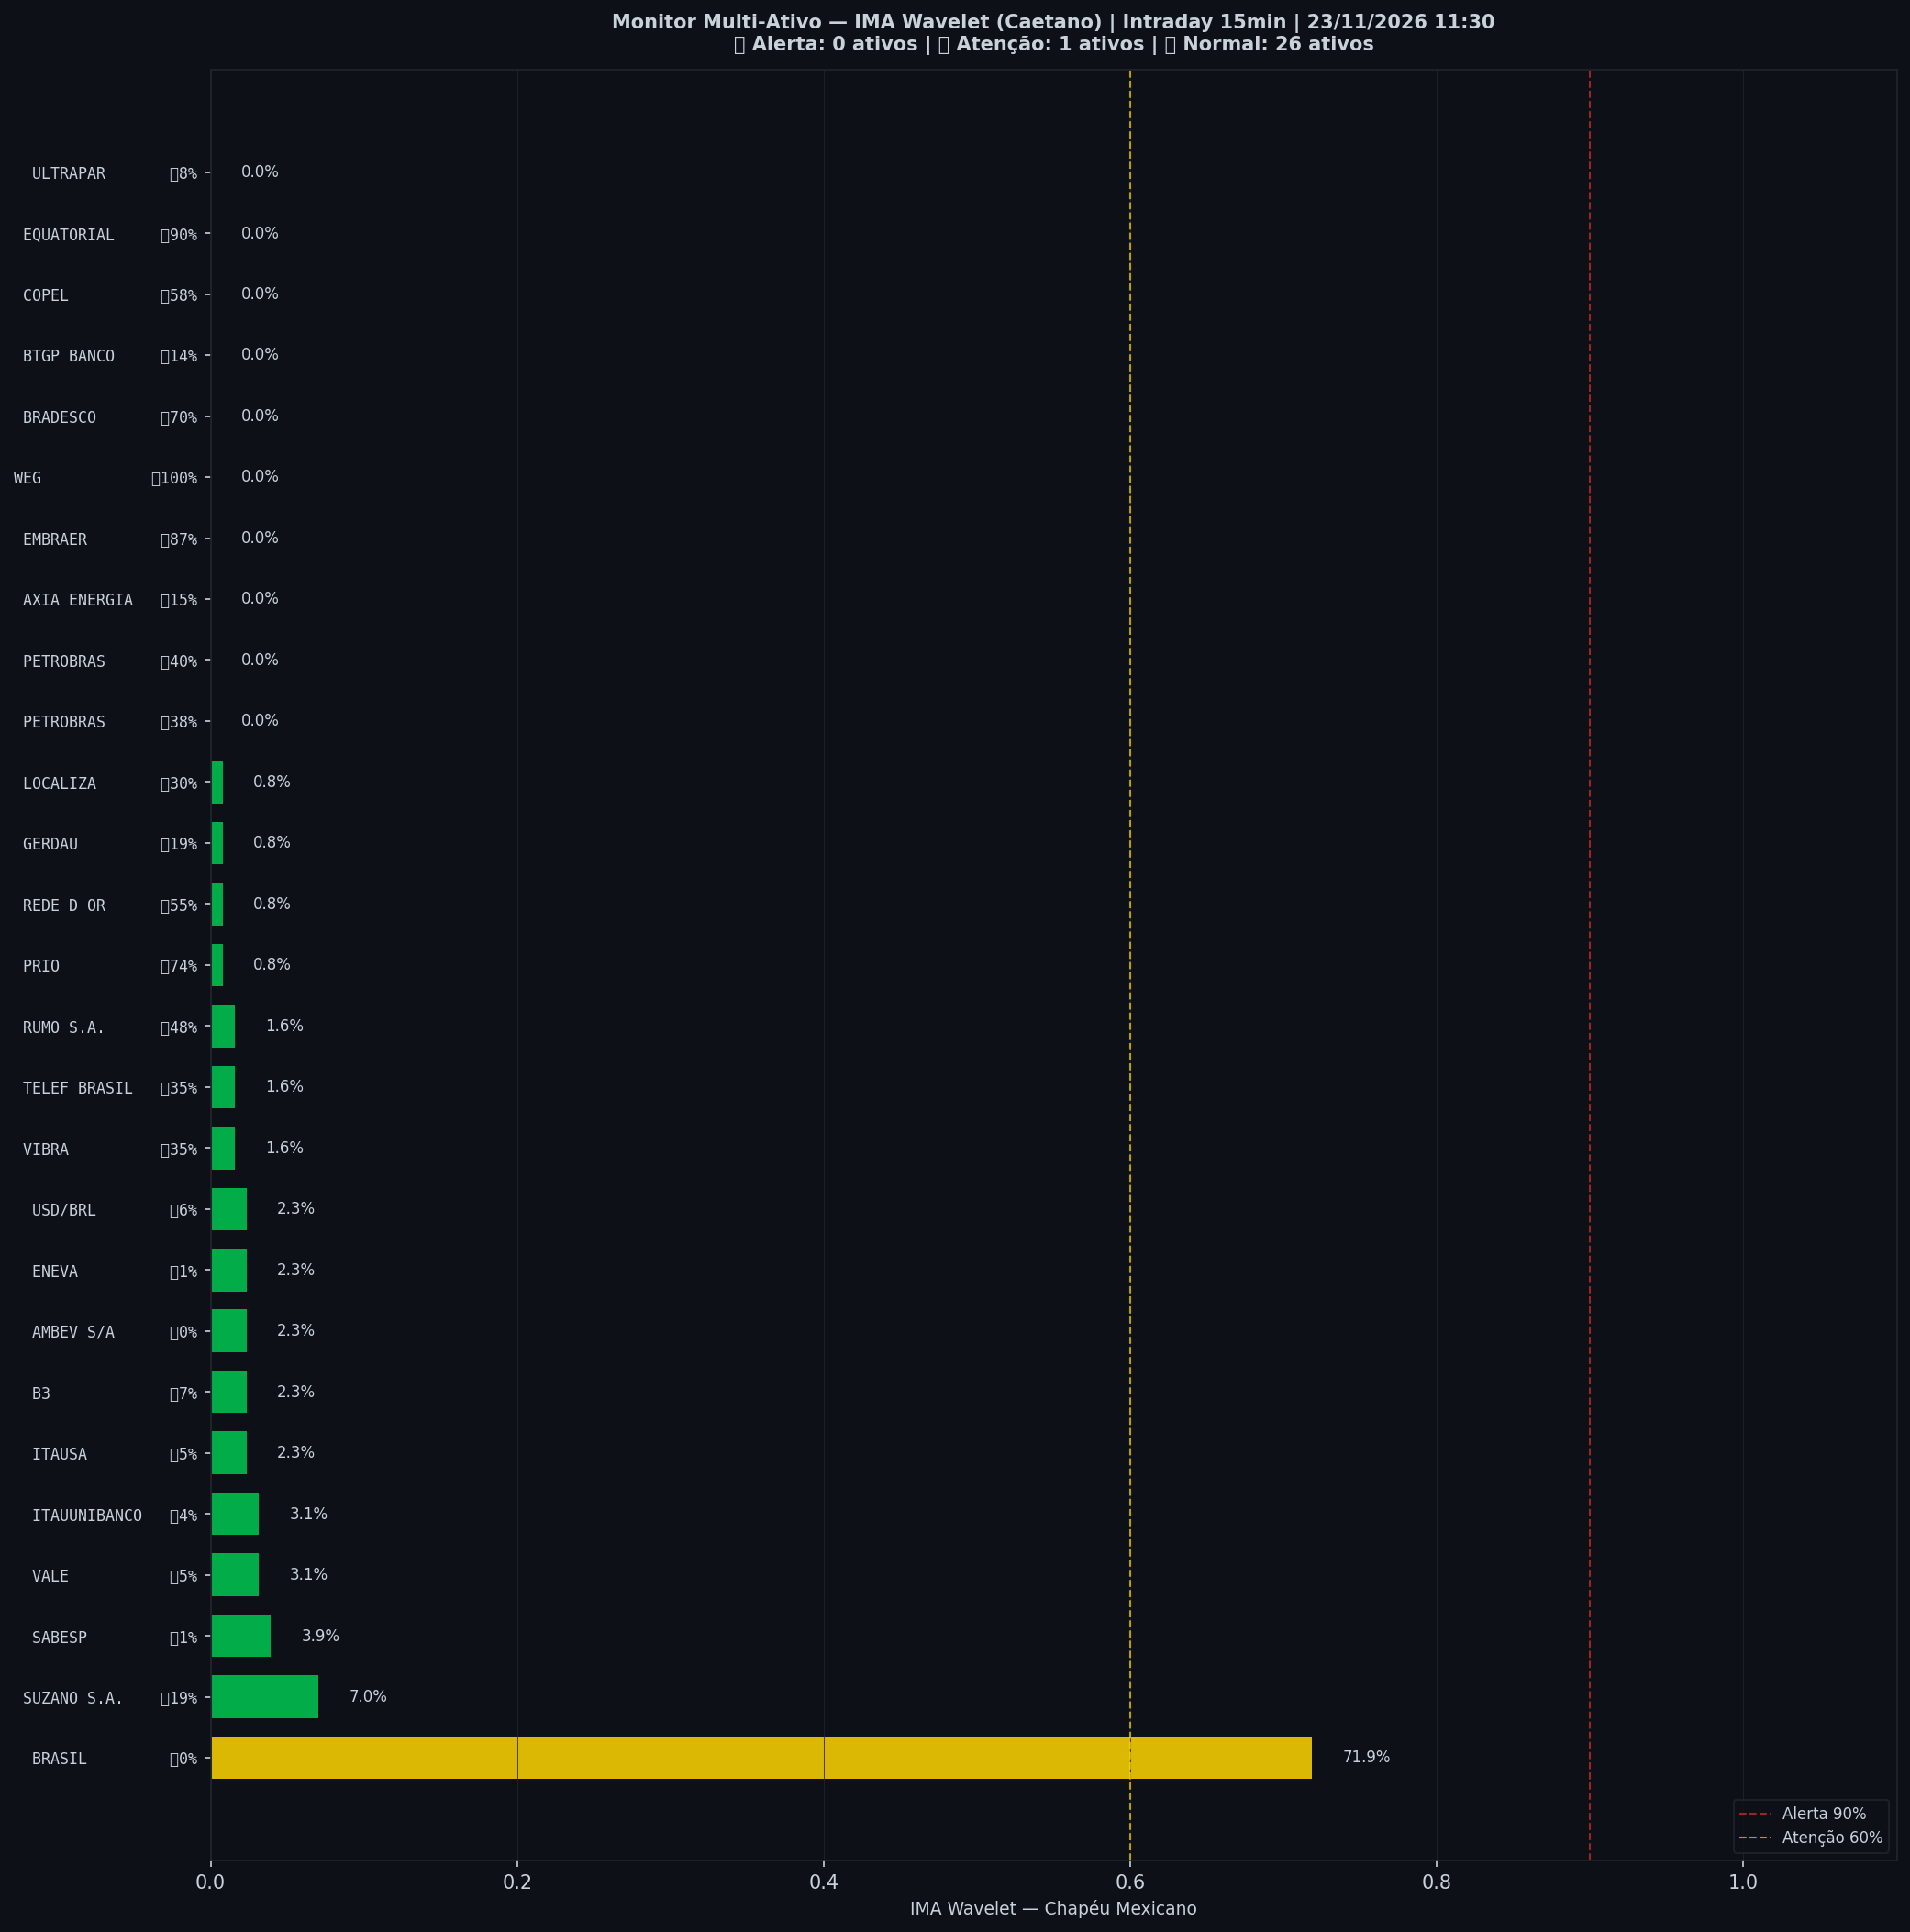 Monitor Multi-Ativo — IMA Wavelet (Caetano) | Intraday 15min | 23/11/2026 11:30
Alerta: 0 ativos | Atenção: 1 ativos | Normal: 26 ativos
ULTRAPAR 8% 0.0%
EQUATORIAL 90% 0.0%
COPEL 58% 0.0%
BTGP BANCO 14% 0.0%
BRADESCO 70% 0.0%
WEG 100% 0.0%
EMBRAER 87% 0.0%
AXIA ENERGIA 15% 0.0%
PETROBRAS 40% 0.0%
PETROBRAS 38% 0.0%
LOCALIZA 30% 0.8%
GERDAU 19% 0.8%
REDE D OR 55% 0.8%
PRIO 74% 0.8%
RUMO S.A. 48% 1.6%
TELEF BRASIL 35% 1.6%
VIBRA 35% 1.6%
USD/BRL 6% 2.3%
ENEVA 1% 2.3%
AMBEV S/A 0% 2.3%
B3 7% 2.3%
ITAUSA 5% 2.3%
ITAUUNIBANCO 4% 3.1%
VALE 5% 3.1%
SABESP 1% 3.9%
SUZANO S.A. 19% 7.0%
BRASIL 0% 71.9%
Alerta 90%
Atenção 60%
0.0 0.2 0.4 0.6 0.8 1.0
IMA Wavelet — Chapéu Mexicano